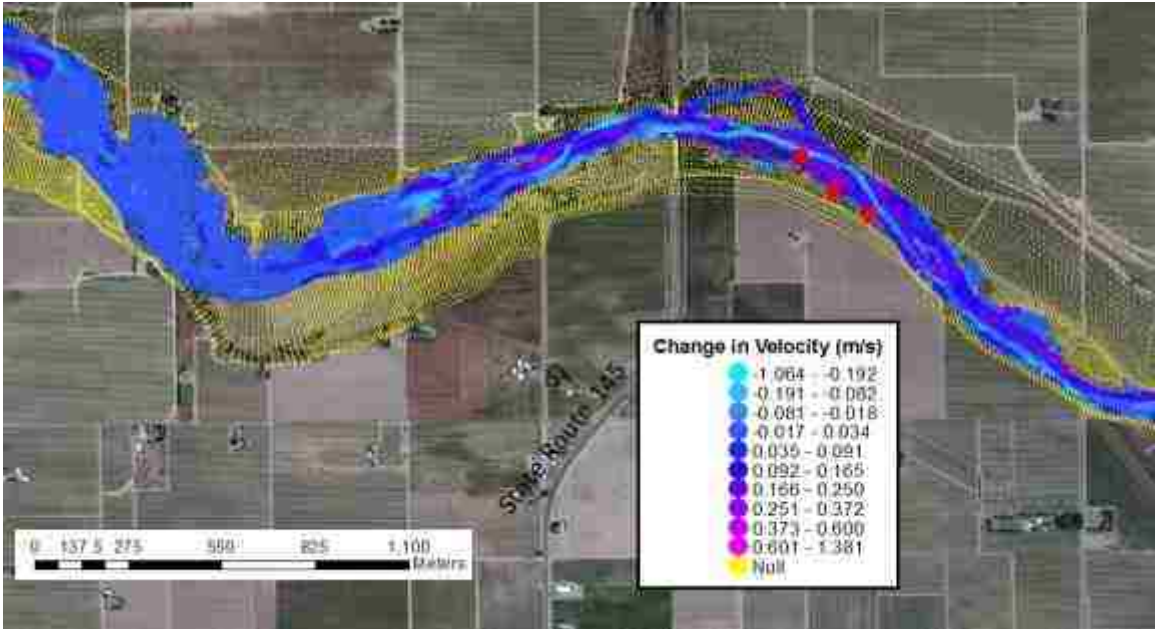 Change in Velocity (m/s)
-1.064 - -0.192
-0.191 - -0.082
-0.081 - -0.018
-0.017 - 0.034
0.035 - 0.091
0.092 - 0.165
0.166 - 0.250
0.251 - 0.372
0.373 - 0.600
0.601 - 1.381
Null
State Route 145
0 137.5 275 550 825 1,100
Meters